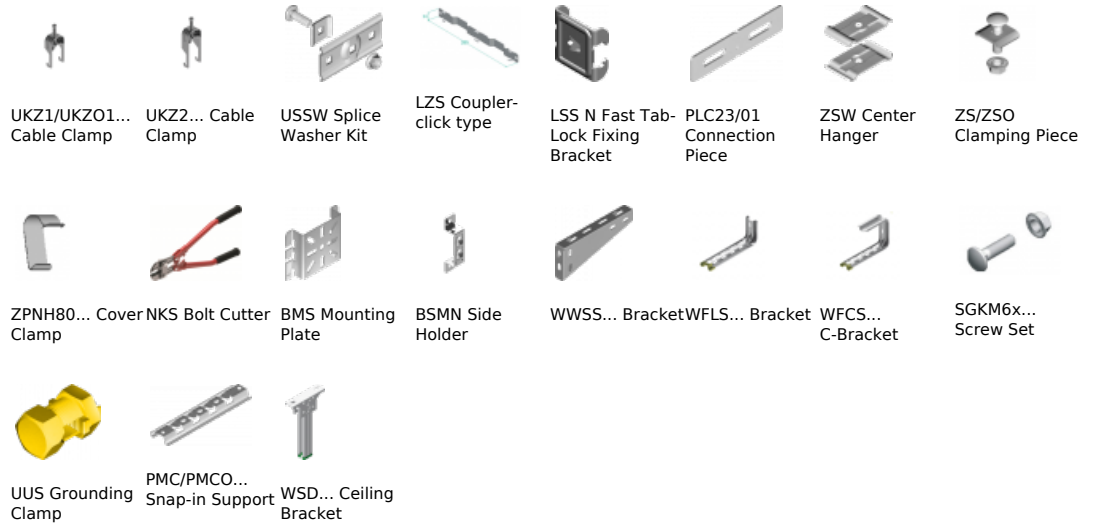 UKZ1/UKZO1...
Cable Clamp
UKZ2... Cable
Clamp
USSW Splice
Washer Kit
LZS Coupler-
click type
LSS N Fast Tab-
Lock Fixing
Bracket
PLC23/01
Connection
Piece
ZSW Center
Hanger
ZS/ZSO
Clamping Piece
ZPNH80... Cover
Clamp
NKS Bolt Cutter
BMS Mounting
Plate
BSMN Side
Holder
WWSS... Bracket
WFLS... Bracket
WFCS...
C-Bracket
SGKM6x...
Screw Set
UUS Grounding
Clamp
PMC/PMCO...
Snap-in Support
WSD... Ceiling
Bracket